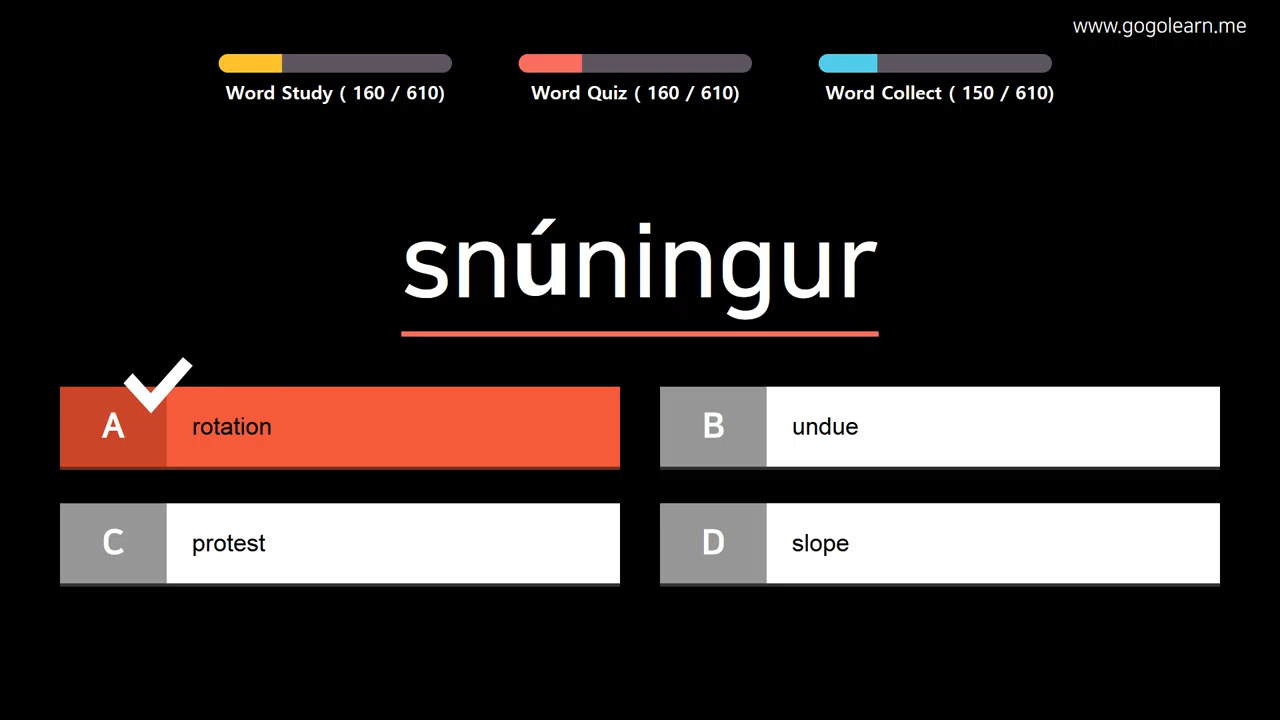 www.gogolearn.me
Word Study ( 160 / 610)
Word Quiz ( 160 / 610)
Word Collect ( 150 / 610)
snúningur
A rotation
B undue
C protest
D slope